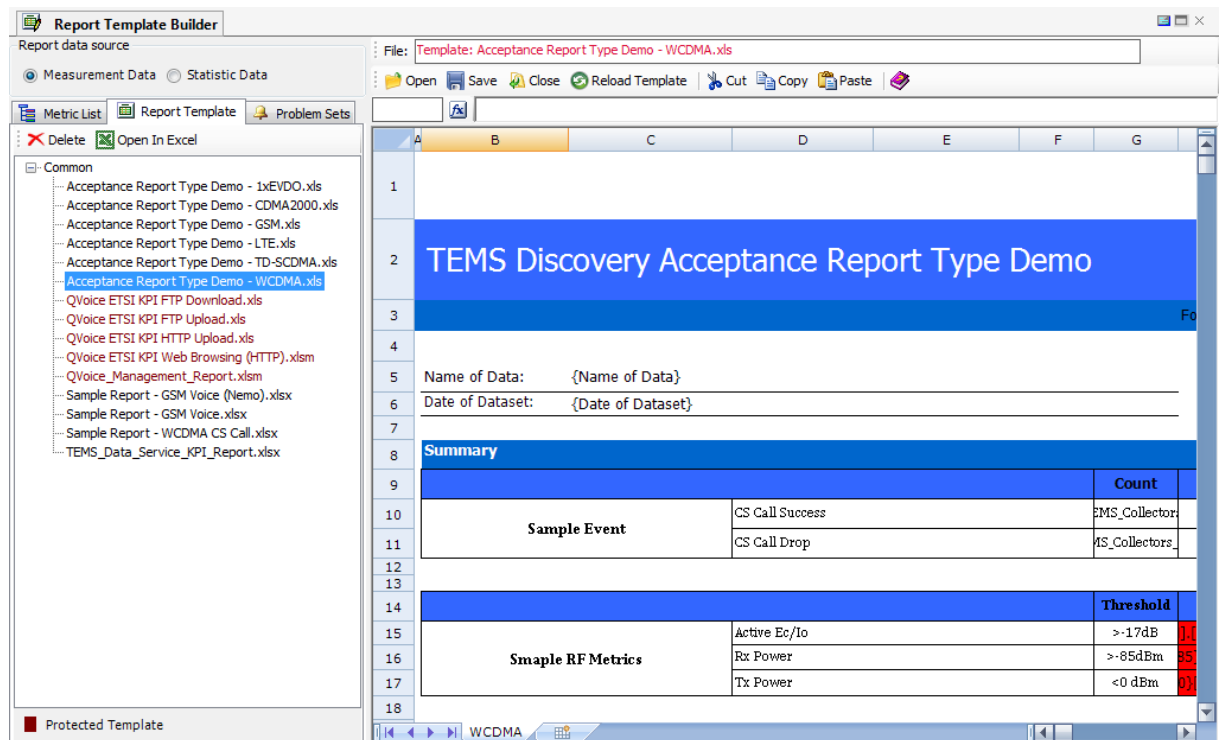 Report Template Builder
Report data source
Measurement Data Statistic Data
Metric List Report Template Problem Sets
Delete Open In Excel
Common
Acceptance Report Type Demo - 1xEVDO.xls
Acceptance Report Type Demo - CDMA2000.xls
Acceptance Report Type Demo - GSM.xls
Acceptance Report Type Demo - LTE.xls
Acceptance Report Type Demo - TD-SCDMA.xls
Acceptance Report Type Demo - WCDMA.xls
QVoice ETSI KPI FTP Download.xls
QVoice ETSI KPI FTP Upload.xls
QVoice ETSI KPI HTTP Upload.xls
QVoice ETSI KPI Web Browsing (HTTP).xlsm
QVoice_Management_Report.xlsm
Sample Report - GSM Voice (Nemo).xlsx
Sample Report - GSM Voice.xlsx
Sample Report - WCDMA CS Call.xlsx
TEMS_Data_Service_KPI_Report.xlsx
Protected Template
File: Template: Acceptance Report Type Demo - WCDMA.xls
Open Save Close Reload Template Cut Copy Paste
fx
A B C D E F G
1
2 TEMS Discovery Acceptance Report Type Demo
3 Fo
4
5 Name of Data: {Name of Data}
6 Date of Dataset: {Date of Dataset}
7
8 Summary
9 Count
10 Sample Event CS Call Success EMS_Collector
11 CS Call Drop MS_Collectors_
12
13
14 Threshold
15 Active Ec/Io >-17dB
16 Smaple RF Metrics Rx Power >-85dBm
17 Tx Power <0 dBm
18
WCDMA